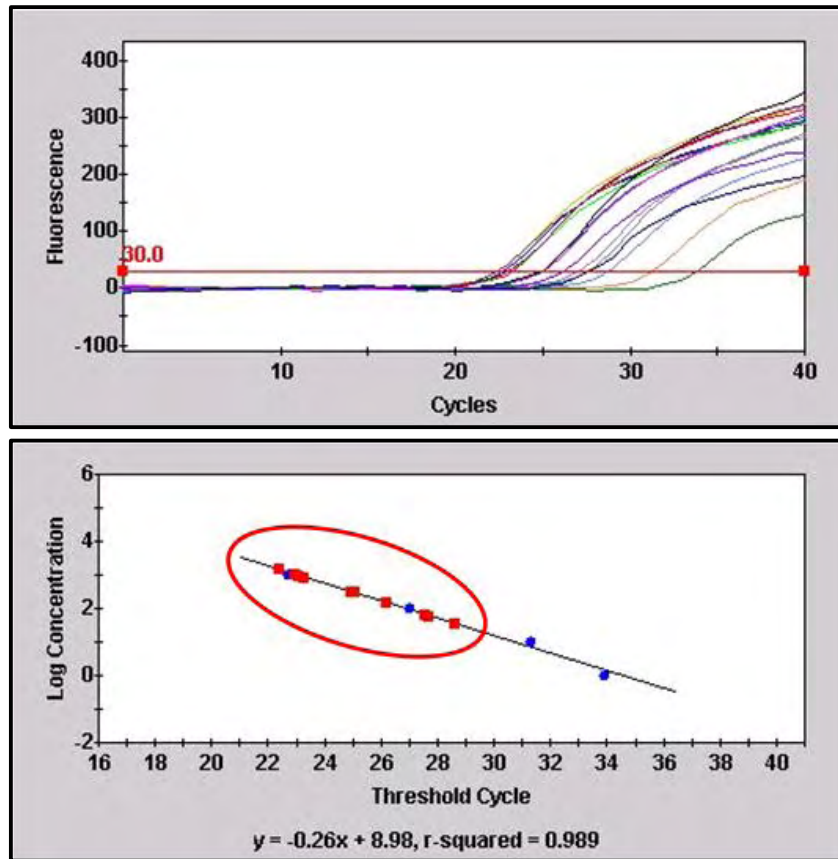 400
300
200
100
0
-100
Fluorescence
30.0
10
20
30
40
Cycles
6
4
2
0
-2
Log Concentration
16 18 20 22 24 26 28 30 32 34 36 38 40
Threshold Cycle
y = -0.26x + 8.98, r-squared = 0.989